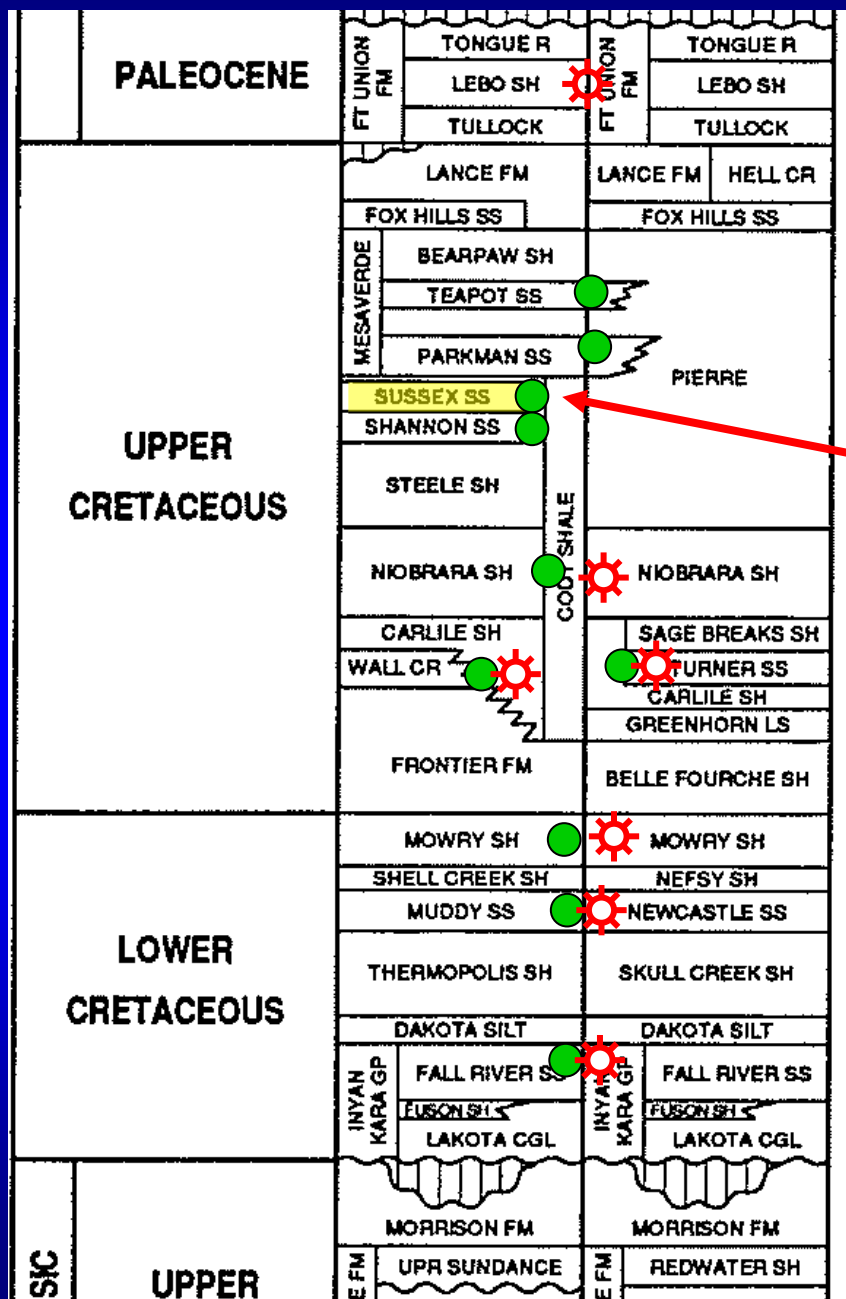 PALEOCENE
FT UNION FM
TONGUE R
LEBO SH
TULLOCK
FT UNION FM
TONGUE R
LEBO SH
TULLOCK
UPPER
CRETACEOUS
LANCE FM
FOX HILLS SS
LANCE FM
HELL CR
FOX HILLS SS
MESAVERDE
BEARPAW SH
TEAPOT SS
PARKMAN SS
PIERRE
SUSSEX SS
SHANNON SS
STEELE SH
CODY SHALE
NIOBRARA SH
NIOBRARA SH
CARLILE SH
SAGE BREAKS SH
WALL CR
TURNER SS
CARLILE SH
GREENHORN LS
FRONTIER FM
BELLE FOURCHE SH
LOWER
CRETACEOUS
MOWRY SH
MOWRY SH
SHELL CREEK SH
NEFSY SH
MUDDY SS
NEWCASTLE SS
THERMOPOLIS SH
SKULL CREEK SH
DAKOTA SILT
DAKOTA SILT
INYAN KARA GP
FALL RIVER SS
FUSON SH
LAKOTA CGL
INYAN KARA GP
FALL RIVER SS
FUSON SH
LAKOTA CGL
MORRISON FM
MORRISON FM
SIC
UPPER
E FM
UPR SUNDANCE
E FM
REDWATER SH